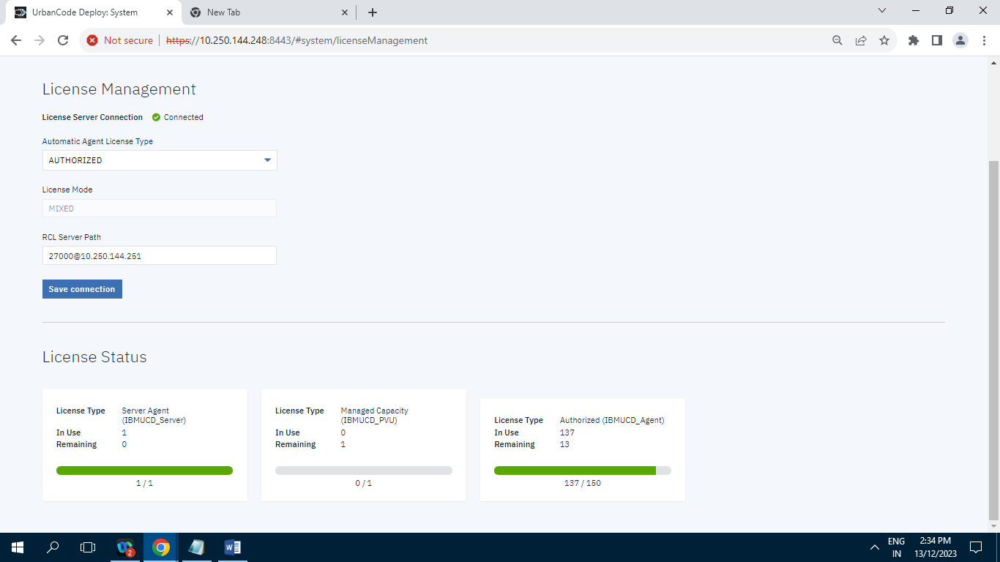 UrbanCode Deploy: System
New Tab
Not secure https://10.250.144.248:8443/#system/licenseManagement
License Management
License Server Connection Connected
Automatic Agent License Type
AUTHORIZED
License Mode
MIXED
RCL Server Path
27000@10.250.144.251
Save connection
License Status
License Type Server Agent
(IBMUCD_Server)
In Use 1
Remaining 0
1 / 1
License Type Managed Capacity
(IBMUCD_PVU)
In Use 0
Remaining 1
0 / 1
License Type Authorized (IBMUCD_Agent)
In Use 137
Remaining 13
137 / 150
2
ENG
IN
2:34 PM
13/12/2023